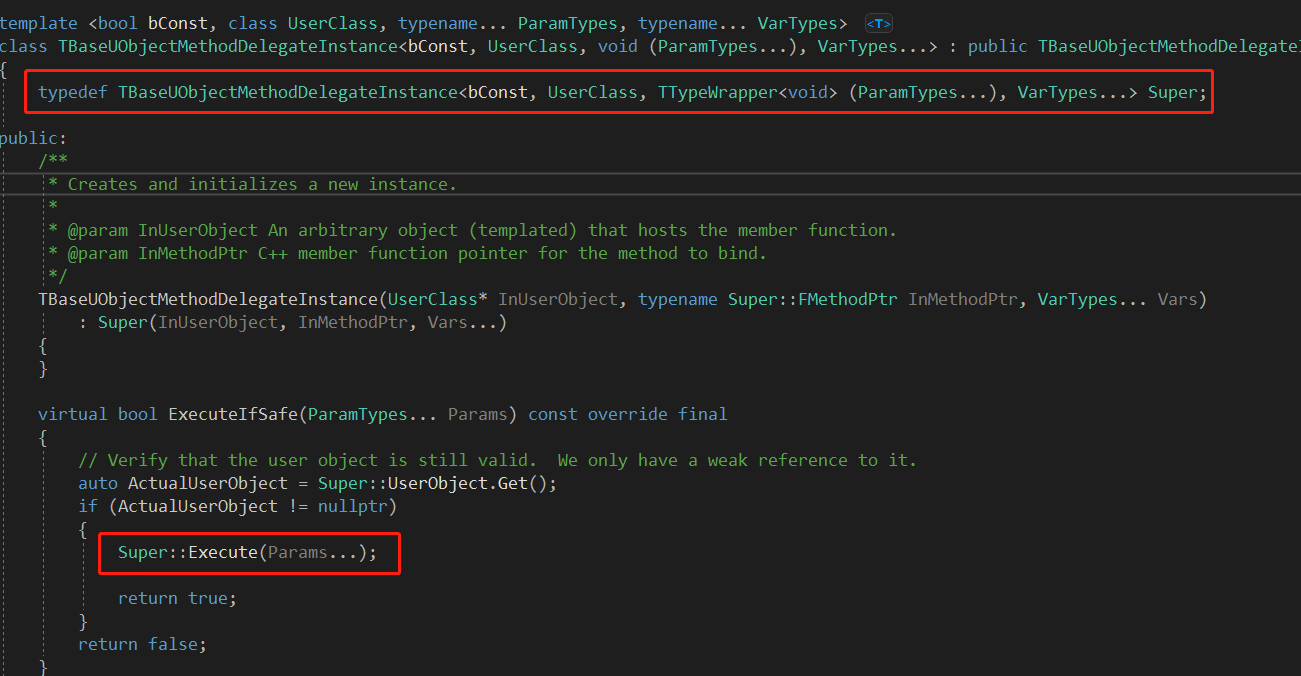 template <bool bConst, class UserClass, typename... ParamTypes, typename... VarTypes> <T>
class TBaseUObjectMethodDelegateInstance<bConst, UserClass, void (ParamTypes...), VarTypes...> : public TBaseUObjectMethodDelegateI
{
typedef TBaseUObjectMethodDelegateInstance<bConst, UserClass, TTypeWrapper<void> (ParamTypes...), VarTypes...> Super;
public:
/**
* Creates and initializes a new instance.
*
* @param InUserObject An arbitrary object (templated) that hosts the member function.
* @param InMethodPtr C++ member function pointer for the method to bind.
*/
TBaseUObjectMethodDelegateInstance(UserClass* InUserObject, typename Super::FMethodPtr InMethodPtr, VarTypes... Vars)
: Super(InUserObject, InMethodPtr, Vars...)
{
}
virtual bool ExecuteIfSafe(ParamTypes... Params) const override final
{
// Verify that the user object is still valid.  We only have a weak reference to it.
auto ActualUserObject = Super::UserObject.Get();
if (ActualUserObject != nullptr)
{
Super::Execute(Params...);
return true;
}
return false;
}